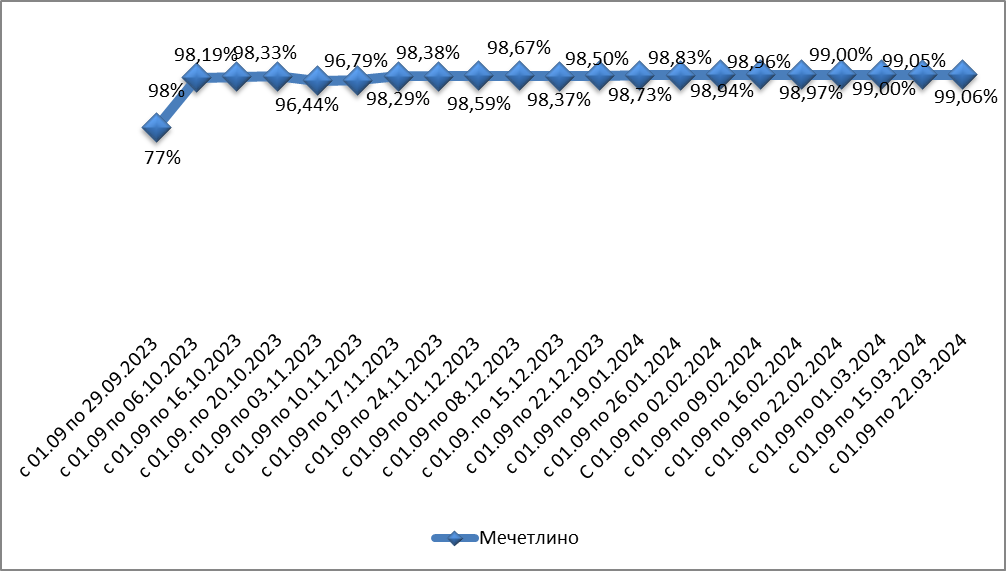 77%
98%
98,19%
98,33%
96,44%
96,79%
98,29%
98,38%
98,59%
98,67%
98,37%
98,50%
98,73%
98,83%
98,94%
98,96%
98,97%
99,00%
99,00%
99,05%
99,06%
с 01.09 по 29.09.2023
с 01.09 по 06.10.2023
с 01.09 по 16.10.2023
с 01.09. по 20.10.2023
с 01.09 по 03.11.2023
с 01.09 по 10.11.2023
с 01.09 по 17.11.2023
с 01.09 по 24.11.2023
с 01.09 по 01.12.2023
с 01.09 по 08.12.2023
с 01.09. по 15.12.2023
с 01.09 по 22.12.2023
с 01.09 по 19.01.2024
с 01.09 по 26.01.2024
С 01.09 по 02.02.2024
с 01.09 по 09.02.2024
с 01.09 по 16.02.2024
с 01.09 по 22.02.2024
с 01.09 по 01.03.2024
с 01.09 по 15.03.2024
с 01.09 по 22.03.2024
Мечетлино